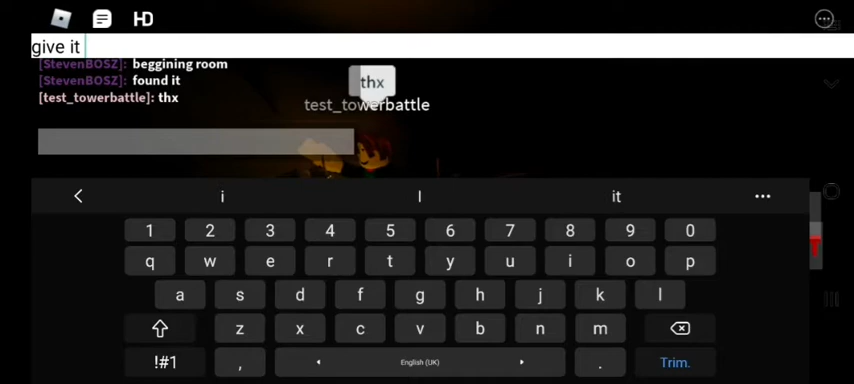 HD
give it
[StevenBOSZ]: beggining room
[StevenBOSZ]: found it
[test_towerbattle]: thx
thx
test_towerbattle
i l it
1 2 3 4 5 6 7 8 9 0
q w e r t y u i o p
a s d f g h j k l
z x c v b n m
!#1 , English (UK) . Trim.